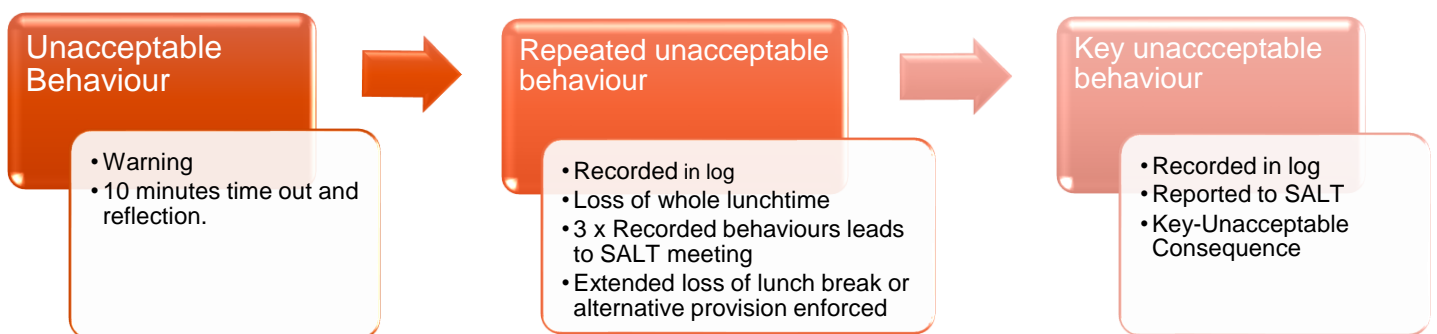 Unacceptable
Behaviour
• Warning
• 10 minutes time out and
reflection.
Repeated unacceptable
behaviour
• Recorded in log
• Loss of whole lunchtime
• 3 x Recorded behaviours leads
to SALT meeting
• Extended loss of lunch break or
alternative provision enforced
Key unaccceptable
behaviour
• Recorded in log
• Reported to SALT
• Key-Unacceptable
Consequence